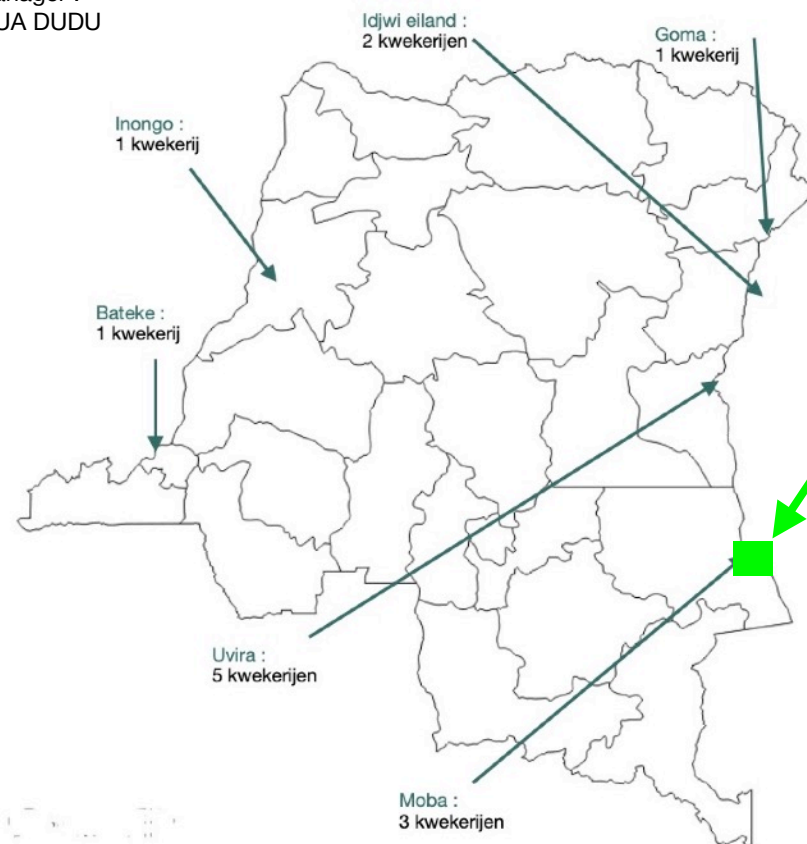 UA DUDU
Idjwi eiland :
2 kwekerijen
Goma :
1 kwekerij
Inongo :
1 kwekerij
Bateke :
1 kwekerij
Uvira :
5 kwekerijen
Moba :
3 kwekerijen